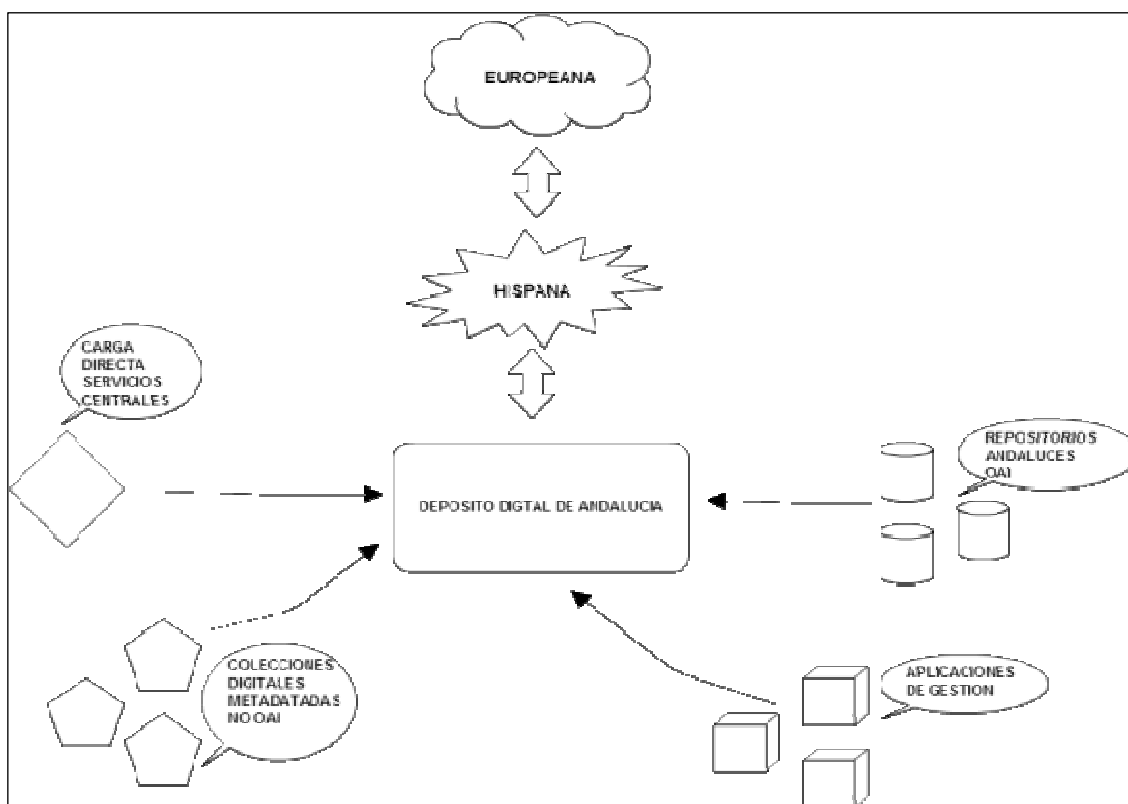 EUROPEANA
HISPANA
CARGA
DIRECTA
SERVICIOS
CENTRALES
REPOSITORIOS
ANDALUCES
OAI
DEPOSITO DIGTAL DE ANDALUCIA
COLECCIONES
DIGITALES
METADATADAS
NO OAI
APLICACIONES
DE GESTION